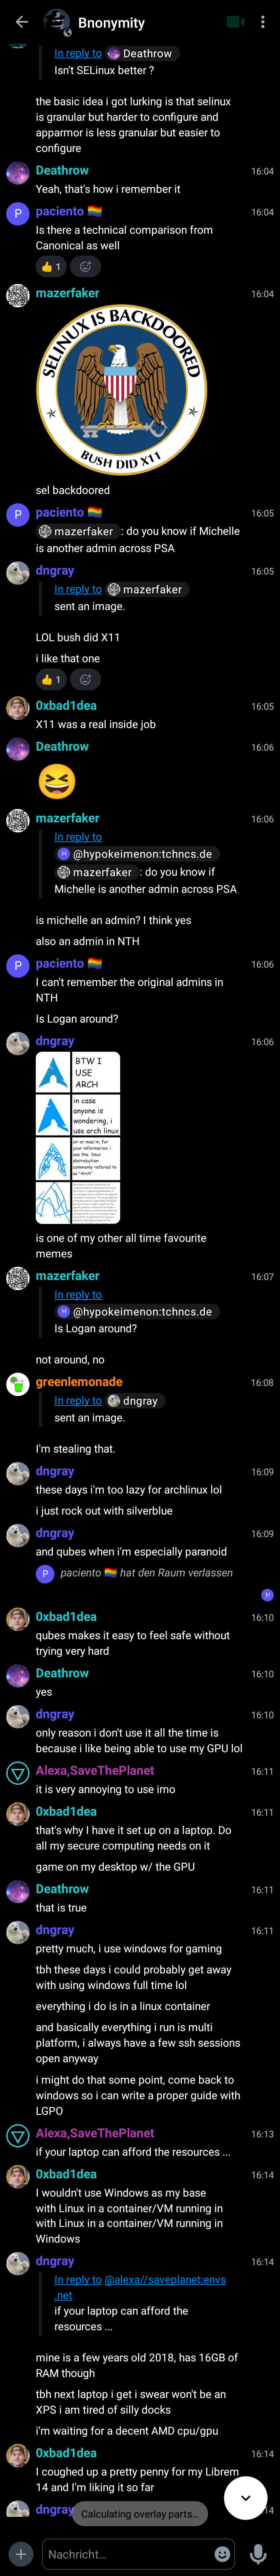 Bnonymity
In reply to Deathrow
Isn't SELinux better ?
the basic idea i got lurking is that selinux
is granular but harder to configure and
apparmor is less granular but easier to
configure
Deathrow 16:04
Yeah, that's how i remember it
paciento 🏳️‍🌈 16:04
Is there a technical comparison from
Canonical as well
👍 1
mazerfaker 16:04
SELINUX IS BACKDOORED
BUSH DID X11
sel backdoored
paciento 🏳️‍🌈 16:05
mazerfaker : do you know if Michelle
is another admin across PSA
dngray 16:05
In reply to mazerfaker
sent an image.
LOL bush did X11
i like that one
👍 1
0xbad1dea 16:05
X11 was a real inside job
Deathrow 16:06
😆
mazerfaker 16:06
In reply to
H @hypokeimenon:tchncs.de
mazerfaker : do you know if
Michelle is another admin across PSA
is michelle an admin? I think yes
also an admin in NTH
paciento 🏳️‍🌈 16:06
I can't remember the original admins in
NTH
Is Logan around?
dngray 16:06
BTW I
USE
ARCH
in case
anyone is
wondering, i
use arch linux
sir or ma'm, for
your information, i
use the linux
distrobution
commonly refered to
as "Arch"
is one of my other all time favourite
memes
mazerfaker 16:07
In reply to
H @hypokeimenon:tchncs.de
Is Logan around?
not around, no
greenlemonade 16:08
In reply to dngray
sent an image.
I'm stealing that.
dngray 16:09
these days i'm too lazy for archlinux lol
i just rock out with silverblue
dngray 16:09
and qubes when i'm especially paranoid
P paciento 🏳️‍🌈 hat den Raum verlassen
H
0xbad1dea 16:10
qubes makes it easy to feel safe without
trying very hard
Deathrow 16:10
yes
dngray 16:10
only reason i don't use it all the time is
because i like being able to use my GPU lol
Alexa,SaveThePlanet 16:11
it is very annoying to use imo
0xbad1dea 16:11
that's why I have it set up on a laptop. Do
all my secure computing needs on it
game on my desktop w/ the GPU
Deathrow 16:11
that is true
dngray 16:11
pretty much, i use windows for gaming
tbh these days i could probably get away
with using windows full time lol
everything i do is in a linux container
and basically everything i run is multi
platform, i always have a few ssh sessions
open anyway
i might do that some point, come back to
windows so i can write a proper guide with
LGPO
Alexa,SaveThePlanet 16:13
if your laptop can afford the resources ...
0xbad1dea 16:14
I wouldn't use Windows as my base
with Linux in a container/VM running in
with Linux in a container/VM running in
Windows
dngray 16:14
In reply to @alexa//saveplanet:envs
.net
if your laptop can afford the
resources ...
mine is a few years old 2018, has 16GB of
RAM though
tbh next laptop i get i swear won't be an
XPS i am tired of silly docks
i'm waiting for a decent AMD cpu/gpu
0xbad1dea 16:14
I coughed up a pretty penny for my Librem
14 and I'm liking it so far
dngray 14
Calculating overlay parts...
Nachricht...